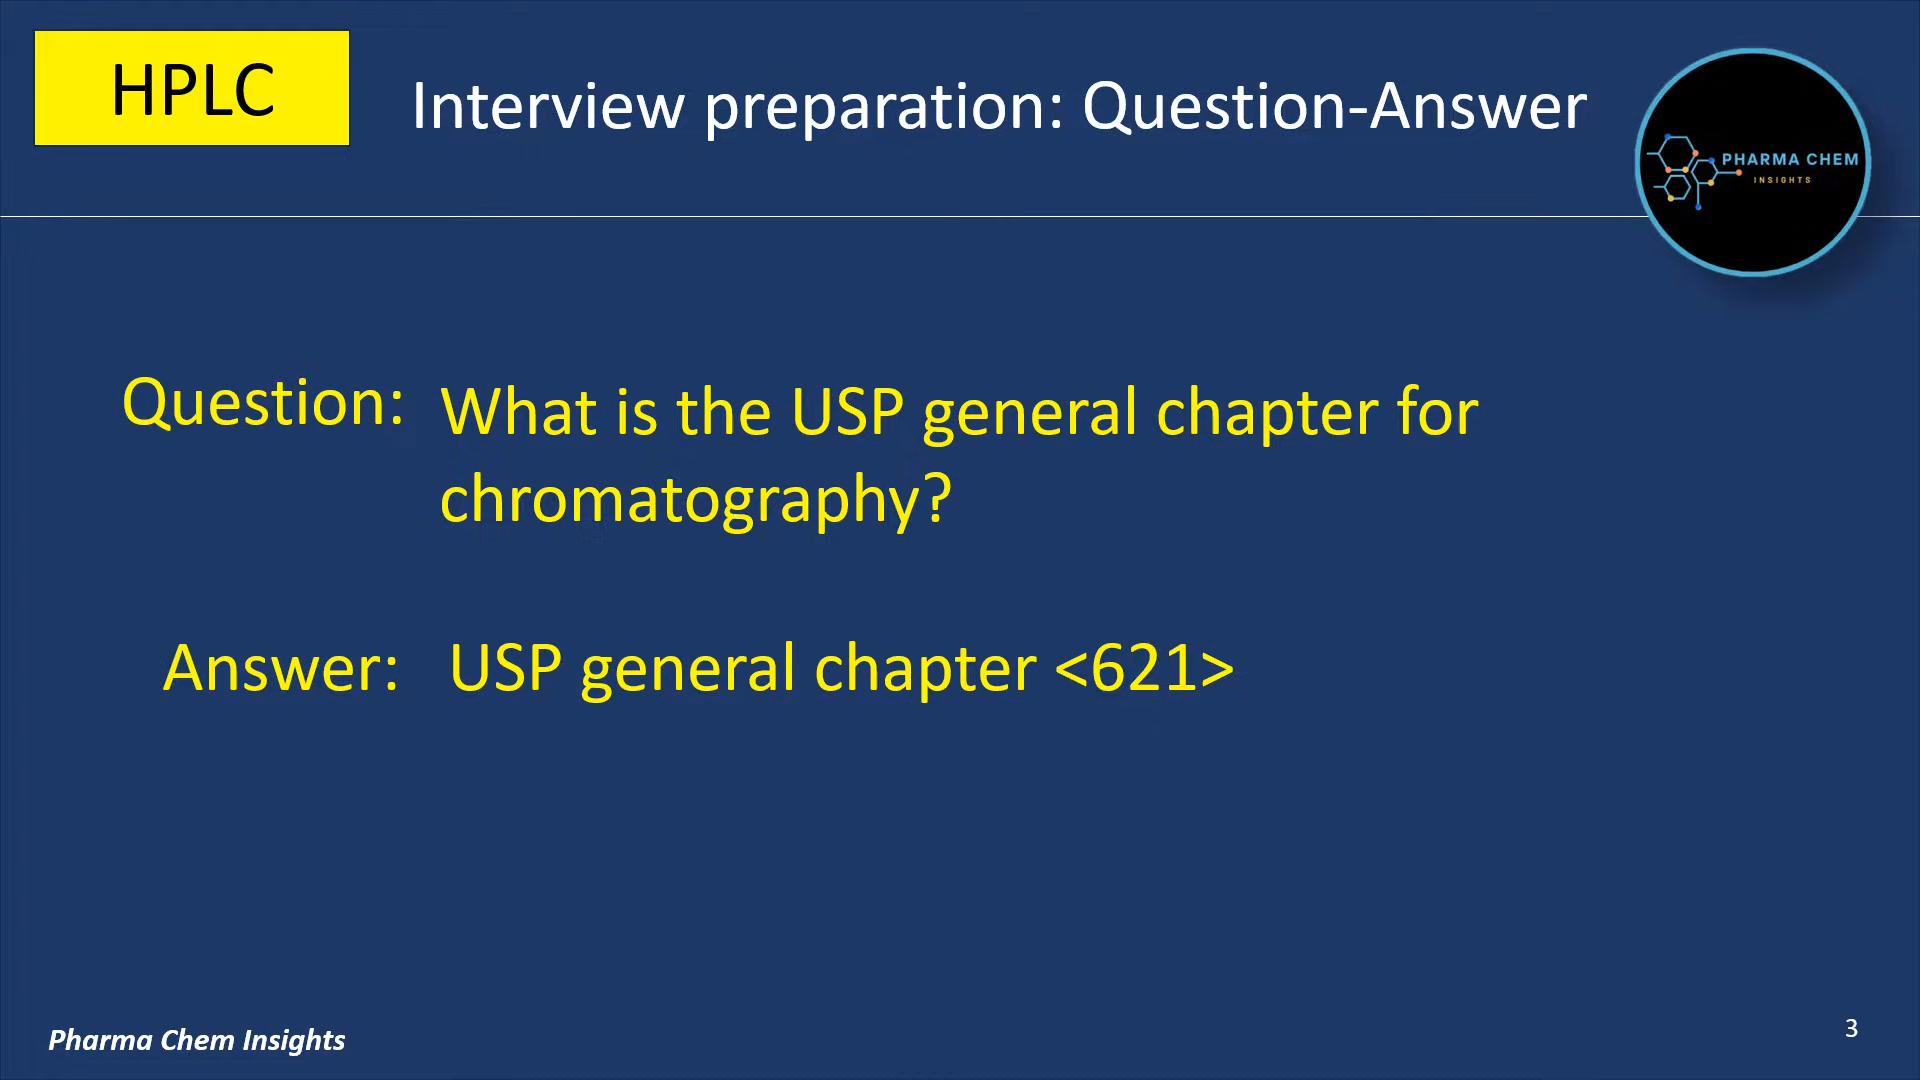 HPLC
Interview preparation: Question-Answer
PHARMA CHEM
INSIGHTS
Question: What is the USP general chapter for
chromatography?
Answer: USP general chapter <621>
Pharma Chem Insights
3